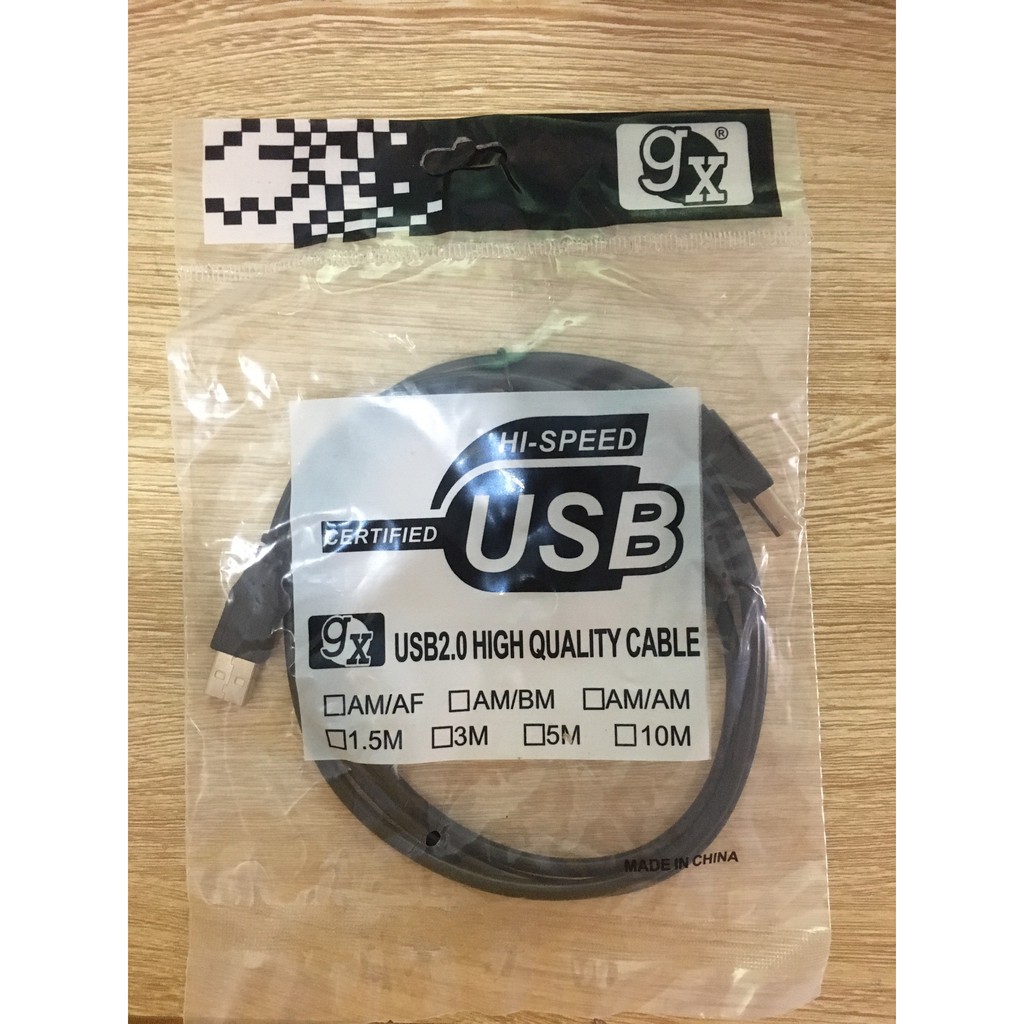 gx®
HI-SPEED
CERTIFIED USB
gx USB2.0 HIGH QUALITY CABLE
☐AM/AF ☐AM/BM ☐AM/AM
☐1.5M ☐3M ☐5M ☐10M
MADE IN CHINA